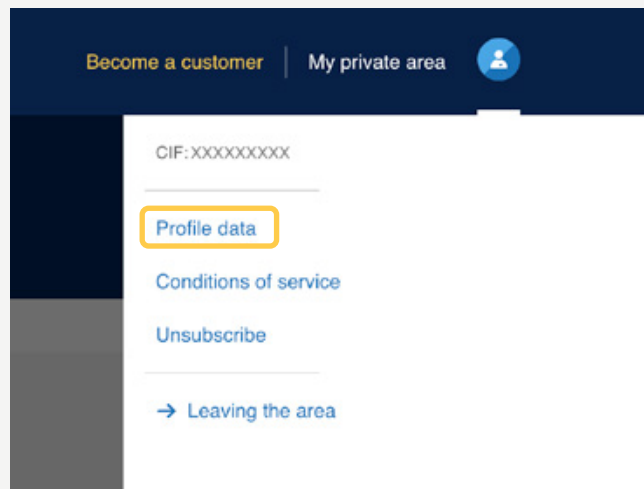 Become a customer My private area
CIF:XXXXXXXXX
Profile data
Conditions of service
Unsubscribe
→ Leaving the area